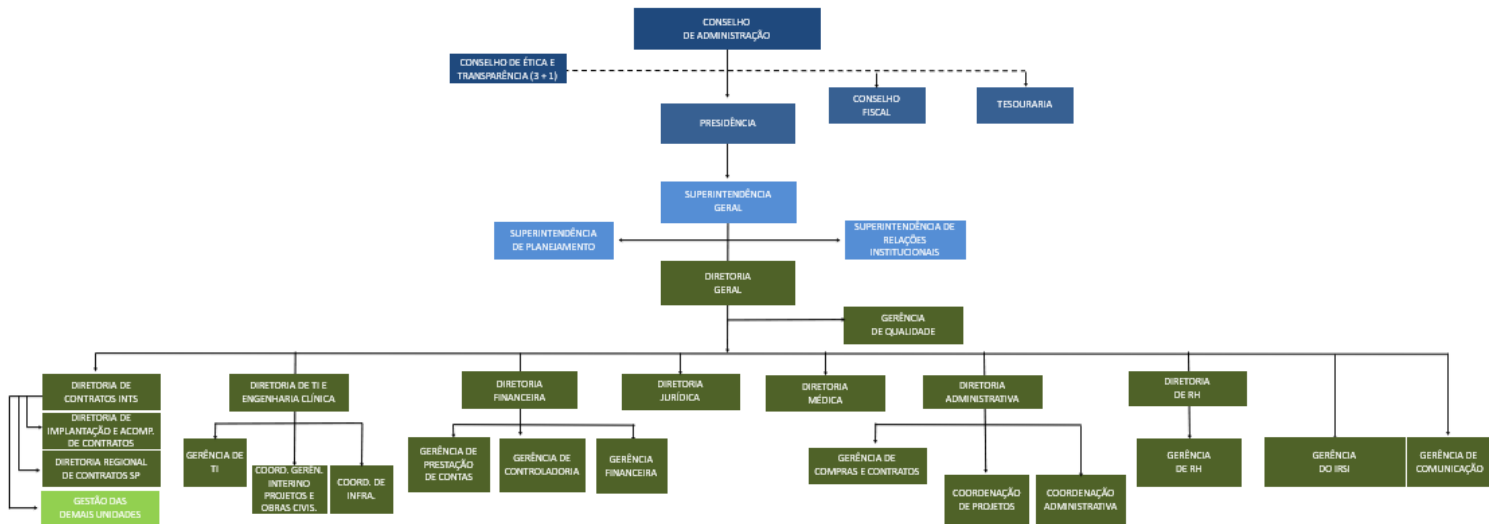 CONSELHO
DE ADMINISTRAÇÃO
CONSELHO DE ÉTICA E
TRANSPARÊNCIA (3 + 1)
CONSELHO
FISCAL
TESOURARIA
PRESIDÊNCIA
SUPERINTENDÊNCIA
GERAL
SUPERINTENDÊNCIA
DE PLANEJAMENTO
SUPERINTENDÊNCIA DE
RELAÇÕES
INSTITUCIONAIS
DIRETORIA
GERAL
GERÊNCIA
DE QUALIDADE
DIRETORIA DE
CONTRATOS INTS
DIRETORIA DE
IMPLANTAÇÃO E ACOMP.
DE CONTRATOS
DIRETORIA REGIONAL
DE CONTRATOS SP
GESTÃO DAS
DEMAIS UNIDADES
DIRETORIA DE TI E
ENGENHARIA CLÍNICA
GERÊNCIA DE
TI
COORD. GERÊN.
INTERINO
PROJETOS E
OBRAS CIVIS.
COORD. DE
INFRA.
DIRETORIA
FINANCEIRA
GERÊNCIA DE
PRESTAÇÃO
DE CONTAS
GERÊNCIA DE
CONTROLADORIA
GERÊNCIA
FINANCEIRA
DIRETORIA
JURÍDICA
DIRETORIA
MÉDICA
DIRETORIA
ADMINISTRATIVA
GERÊNCIA DE
COMPRAS E CONTRATOS
COORDENAÇÃO
DE PROJETOS
COORDENAÇÃO
ADMINISTRATIVA
DIRETORIA
DE RH
GERÊNCIA
DE RH
GERÊNCIA
DO IRSI
GERÊNCIA DE
COMUNICAÇÃO